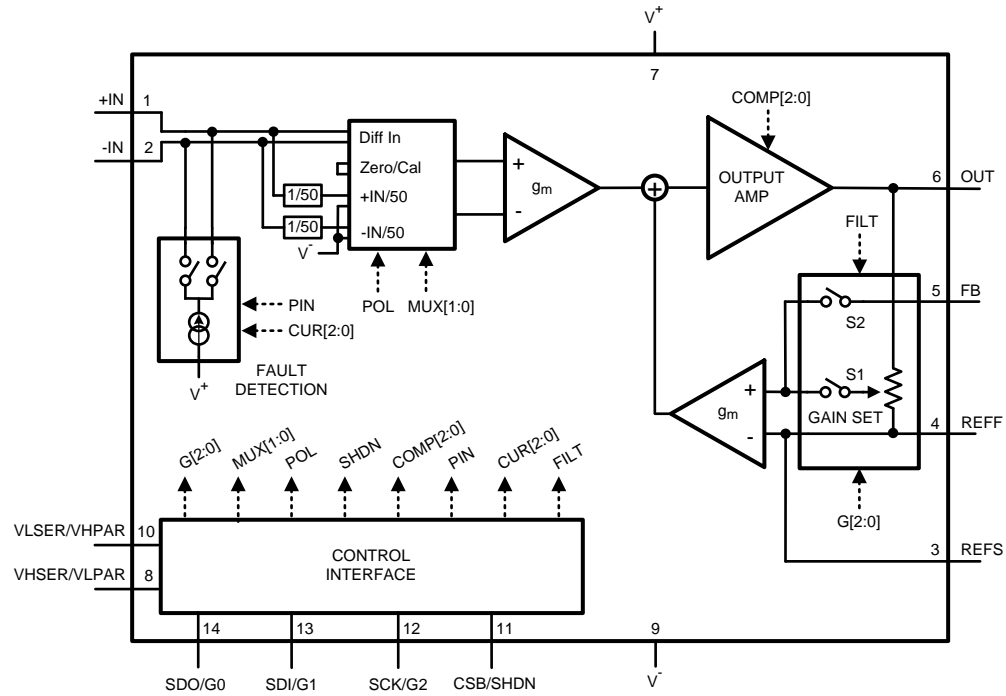 V+
7
+IN 1
-IN 2
Diff In
Zero/Cal
1/50 +IN/50
1/50 -IN/50
V-
POL MUX[1:0]
+
gm
-
+
COMP[2:0]
OUTPUT
AMP
6 OUT
FILT
5 FB
S2
S1
GAIN SET
+
gm
-
4 REFF
G[2:0]
3 REFS
PIN
CUR[2:0]
FAULT
DETECTION
V+
G[2:0] MUX[1:0] POL SHDN COMP[2:0] PIN CUR[2:0] FILT
VLSER/VHPAR 10
VHSER/VLPAR 8
CONTROL
INTERFACE
14 13 12 11 9
SDO/G0 SDI/G1 SCK/G2 CSB/SHDN V-